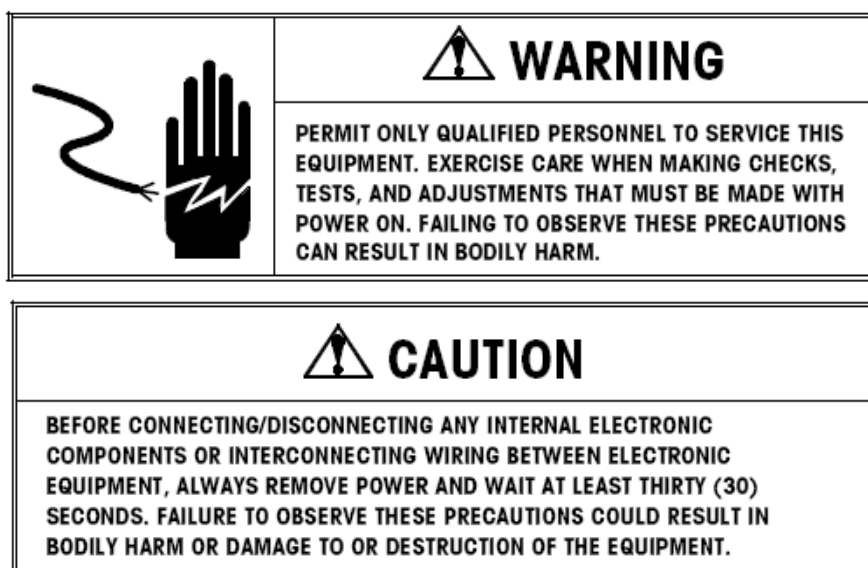 WARNING
PERMIT ONLY QUALIFIED PERSONNEL TO SERVICE THIS
EQUIPMENT. EXERCISE CARE WHEN MAKING CHECKS,
TESTS, AND ADJUSTMENTS THAT MUST BE MADE WITH
POWER ON. FAILING TO OBSERVE THESE PRECAUTIONS
CAN RESULT IN BODILY HARM.
CAUTION
BEFORE CONNECTING/DISCONNECTING ANY INTERNAL ELECTRONIC
COMPONENTS OR INTERCONNECTING WIRING BETWEEN ELECTRONIC
EQUIPMENT, ALWAYS REMOVE POWER AND WAIT AT LEAST THIRTY (30)
SECONDS. FAILURE TO OBSERVE THESE PRECAUTIONS COULD RESULT IN
BODILY HARM OR DAMAGE TO OR DESTRUCTION OF THE EQUIPMENT.